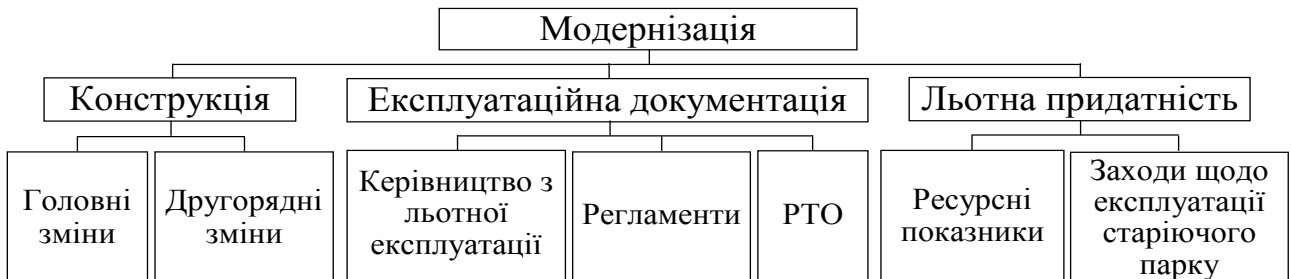 Модернізація
Конструкція
Експлуатаційна документація
Льотна придатність
Головні
зміни
Другорядні
зміни
Керівництво з
льотної
експлуатації
Регламенти
РТО
Ресурсні
показники
Заходи щодо
експлуатації
старіючого
парку